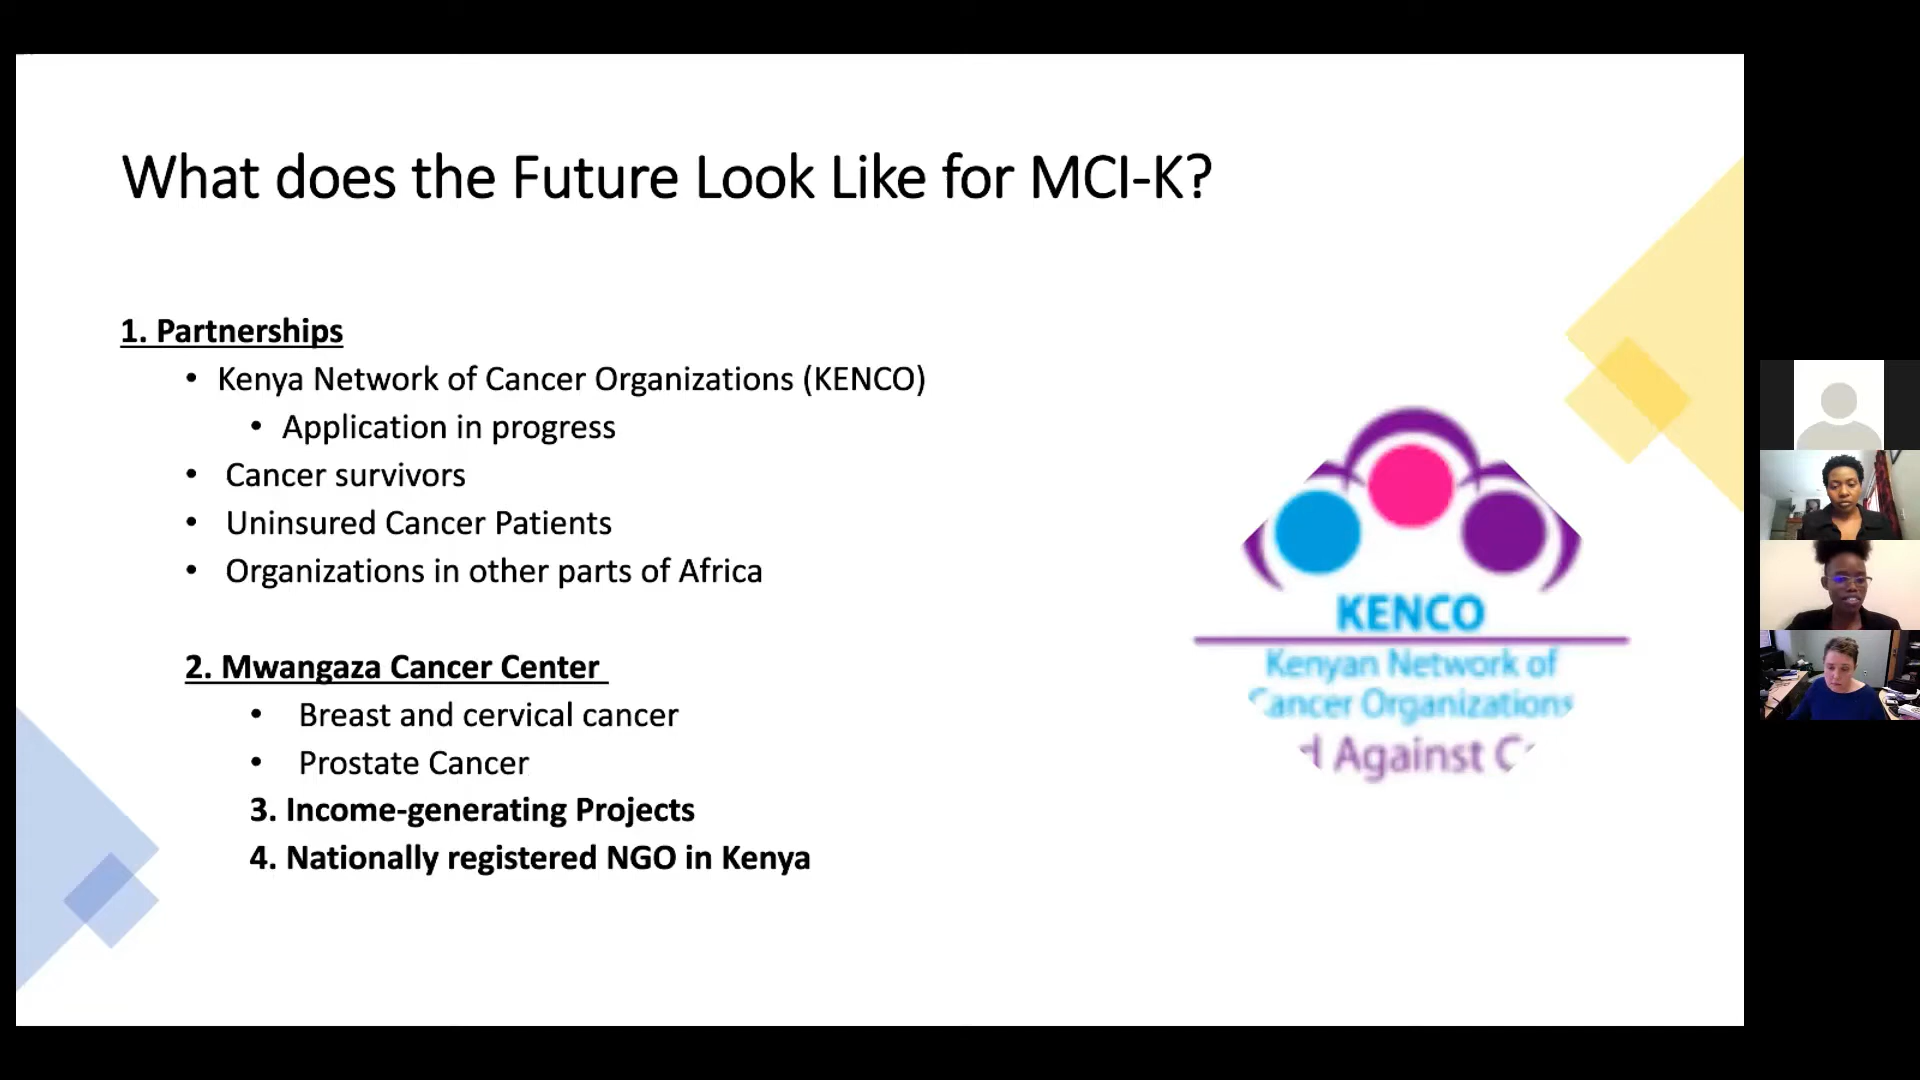 What does the Future Look Like for MCI-K?
1. Partnerships
• Kenya Network of Cancer Organizations (KENCO)
• Application in progress
• Cancer survivors
• Uninsured Cancer Patients
• Organizations in other parts of Africa
2. Mwangaza Cancer Center
• Breast and cervical cancer
• Prostate Cancer
3. Income-generating Projects
4. Nationally registered NGO in Kenya
KENCO
Kenyan Network of
Cancer Organizations
Against